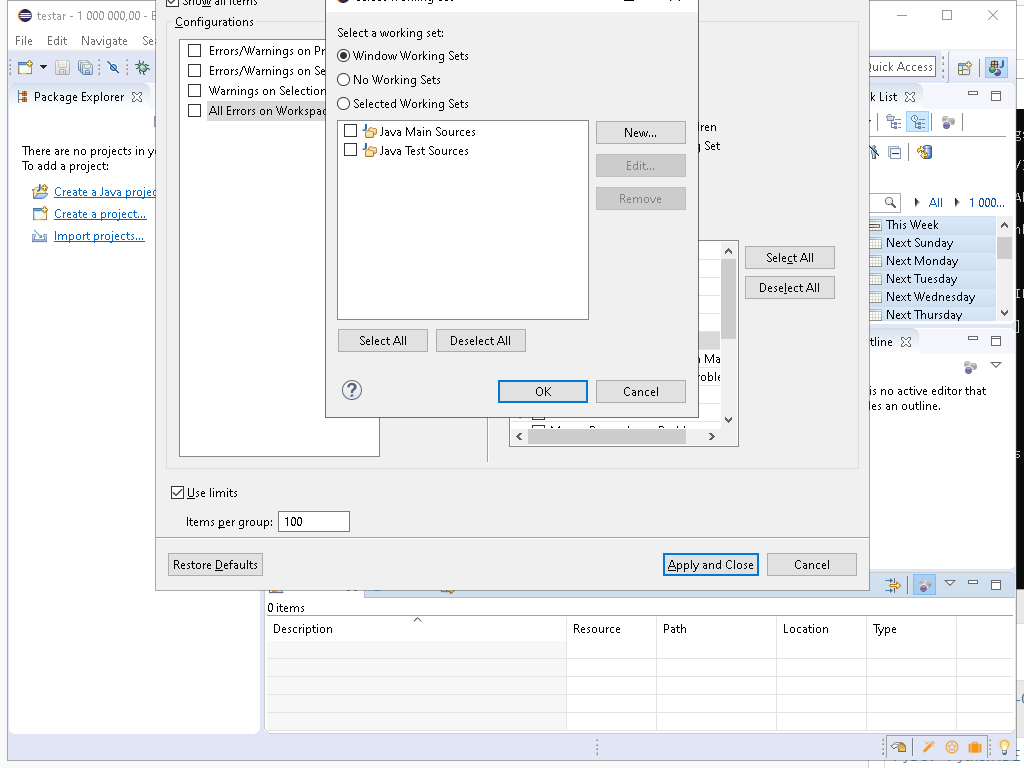 testar - 1 000 000,00 - E
File Edit Navigate Se
Quick Access
Package Explorer
There are no projects in y
To add a project:
Create a Java projec
Create a project...
Import projects...
Show all items
Configurations
Errors/Warnings on Pr
Errors/Warnings on Se
Warnings on Selection
All Errors on Workspac
Select a working set:
Window Working Sets
No Working Sets
Selected Working Sets
Java Main Sources
Java Test Sources
New...
Edit...
Remove
Select All
Deselect All
?
OK
Cancel
ren
Set
Select All
Deselect All
Ma
roble
Use limits
Items per group: 100
Restore Defaults
Apply and Close
Cancel
k List
All 1 000...
This Week
Next Sunday
Next Monday
Next Tuesday
Next Wednesday
Next Thursday
tline
is no active editor that
les an outline.
0 items
Description Resource Path Location Type